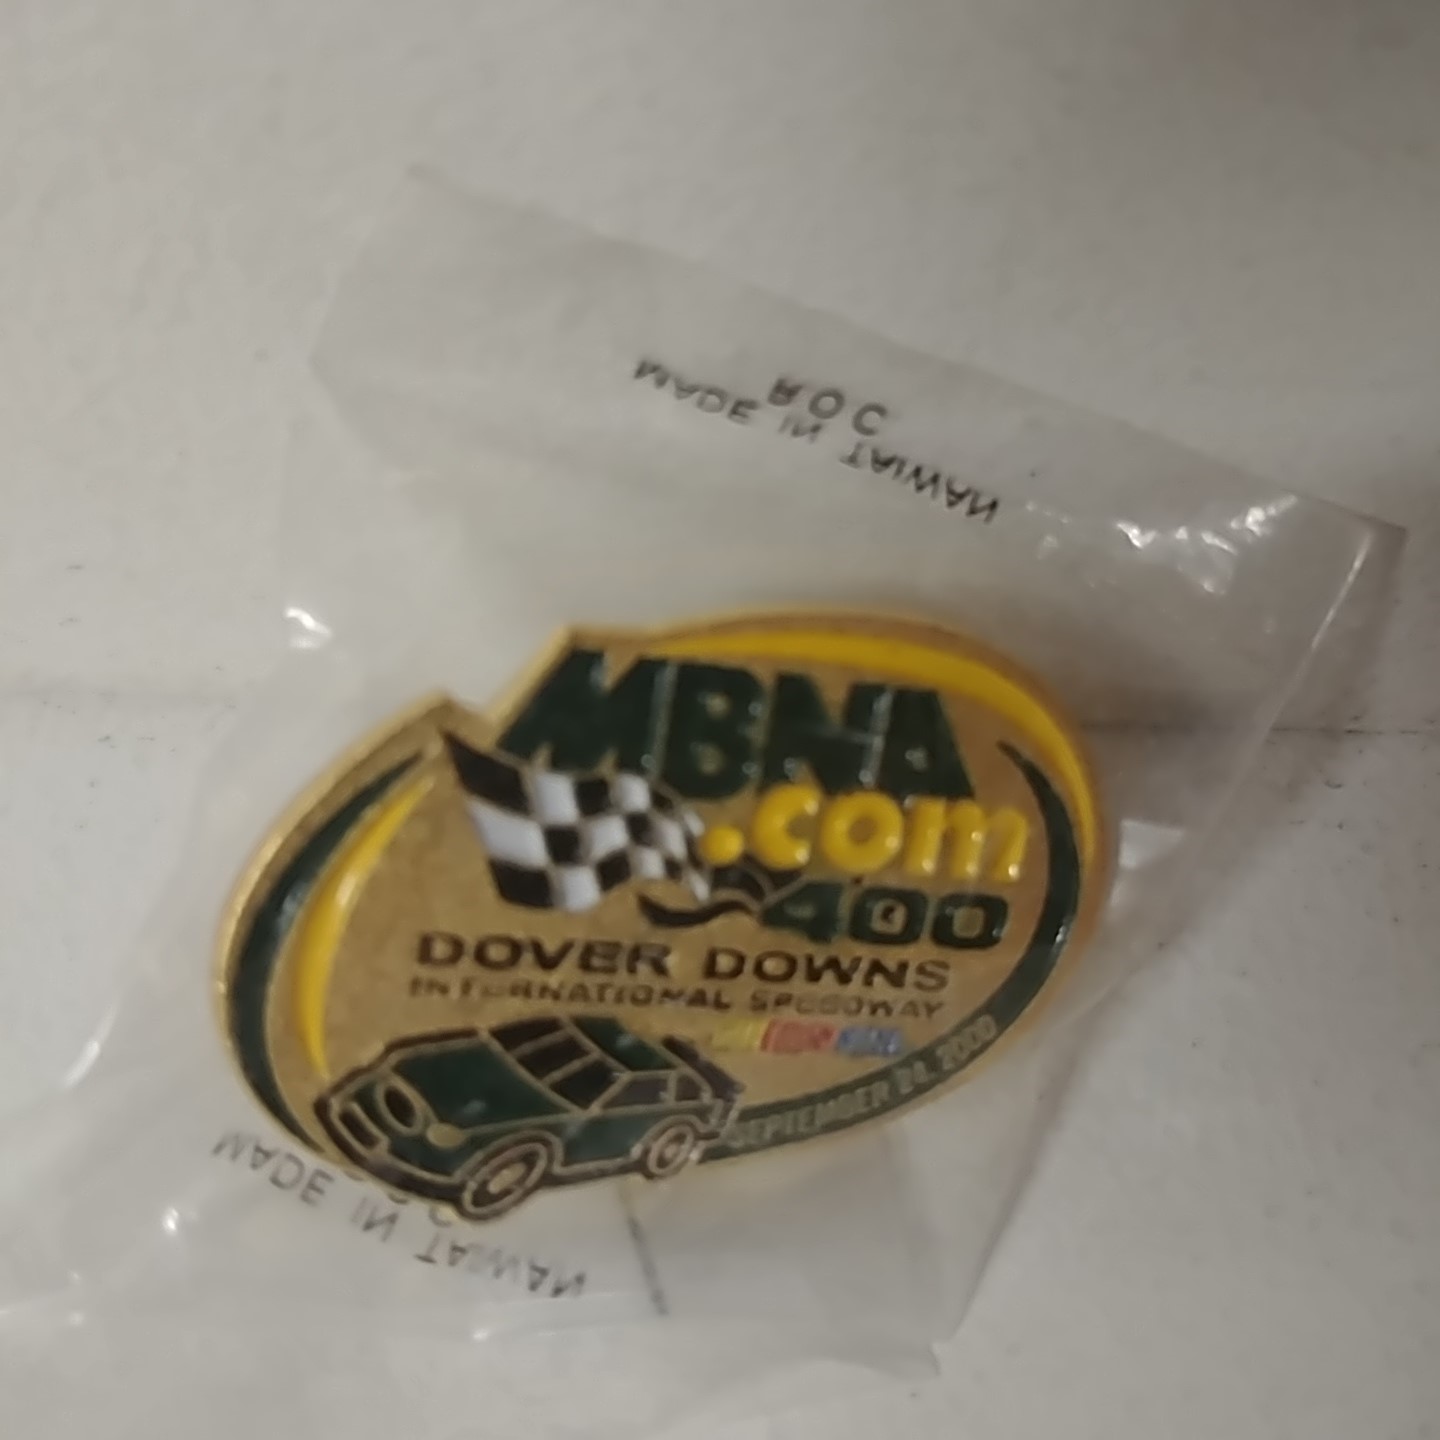 MADE IN TAIWAN
ROC
MBNA
.com
400
DOVER DOWNS
INTERNATIONAL SPEEDWAY
SEPTEMBER 24, 2000
MADE IN TAIWAN